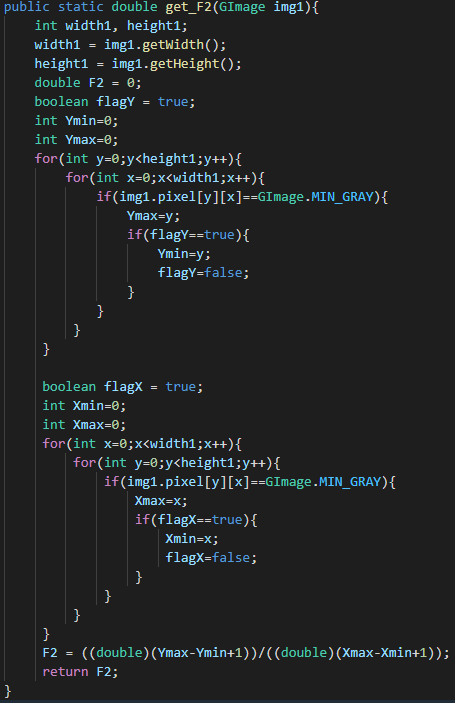 public static double get_F2(GImage img1){
    int width1, height1;
    width1 = img1.getWidth();
    height1 = img1.getHeight();
    double F2 = 0;
    boolean flagY = true;
    int Ymin=0;
    int Ymax=0;
    for(int y=0;y<height1;y++){
        for(int x=0;x<width1;x++){
            if(img1.pixel[y][x]==GImage.MIN_GRAY){
                Ymax=y;
                if(flagY==true){
                    Ymin=y;
                    flagY=false;
                }
            }
        }
     }

     boolean flagX = true;
     int Xmin=0;
     int Xmax=0;
     for(int x=0;x<width1;x++){
         for(int y=0;y<height1;y++){
             if(img1.pixel[y][x]==GImage.MIN_GRAY){
                 Xmax=x;
                 if(flagX==true){
                     Xmin=x;
                     flagX=false;
                 }
             }
         }
     }
     F2 = ((double)(Ymax-Ymin+1))/((double)(Xmax-Xmin+1));
     return F2;
}